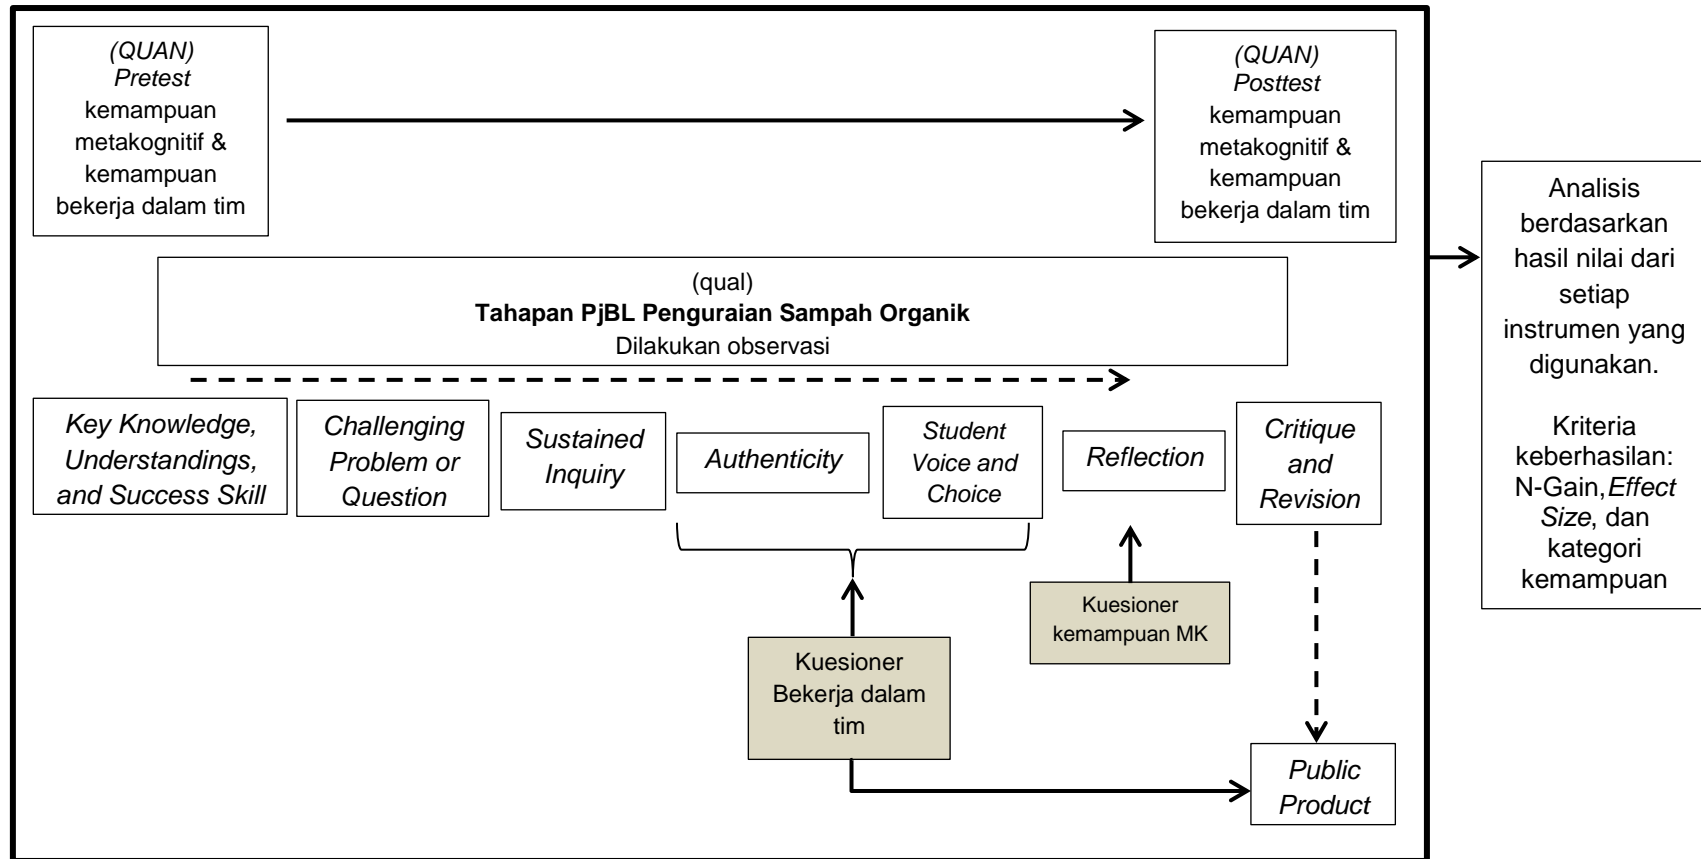 (QUAN)
Pretest
kemampuan
metakognitif &
kemampuan
bekerja dalam tim
(QUAN)
Posttest
kemampuan
metakognitif &
kemampuan
bekerja dalam tim
(qual)
Tahapan PjBL Penguraian Sampah Organik
Dilakukan observasi
Key Knowledge,
Understandings,
and Success Skill
Challenging
Problem or
Question
Sustained
Inquiry
Authenticity
Student
Voice and
Choice
Reflection
Critique
and
Revision
Kuesioner
Bekerja dalam
tim
Kuesioner
kemampuan MK
Public
Product
Analisis
berdasarkan
hasil nilai dari
setiap
instrumen yang
digunakan.
Kriteria
keberhasilan:
N-Gain,Effect
Size, dan
kategori
kemampuan